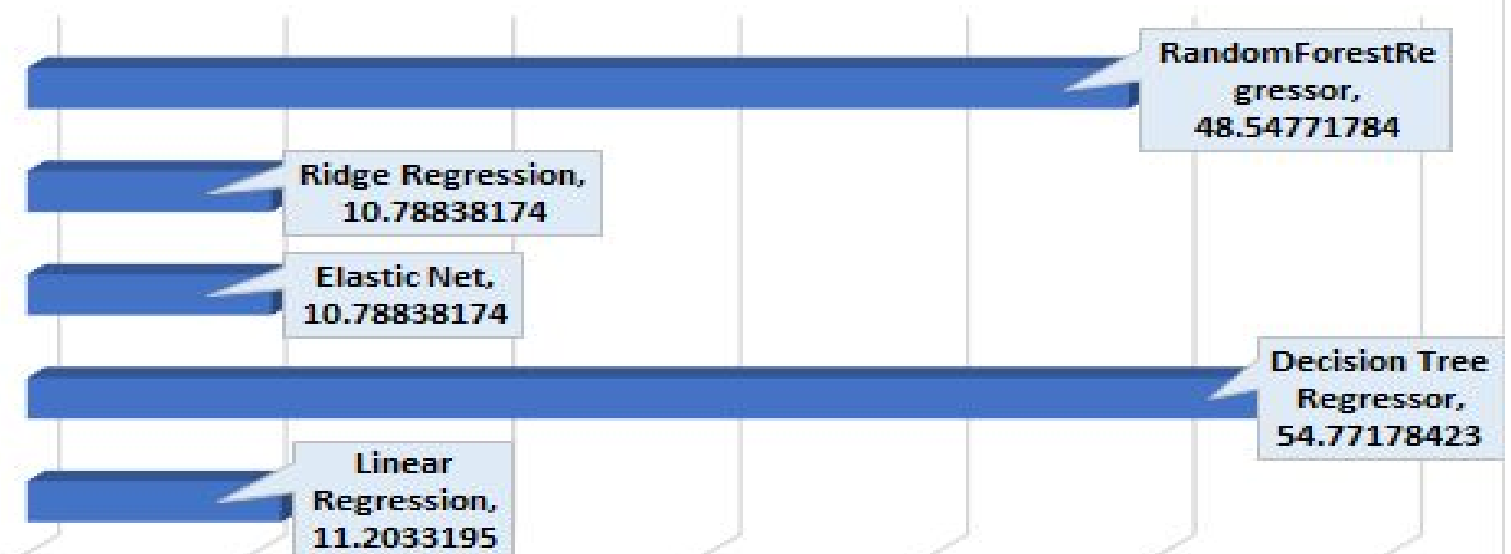 RandomForestRe
gressor,
48.54771784
Ridge Regression,
10.78838174
Elastic Net,
10.78838174
Decision Tree
Regressor,
54.77178423
Linear
Regression,
11.2033195